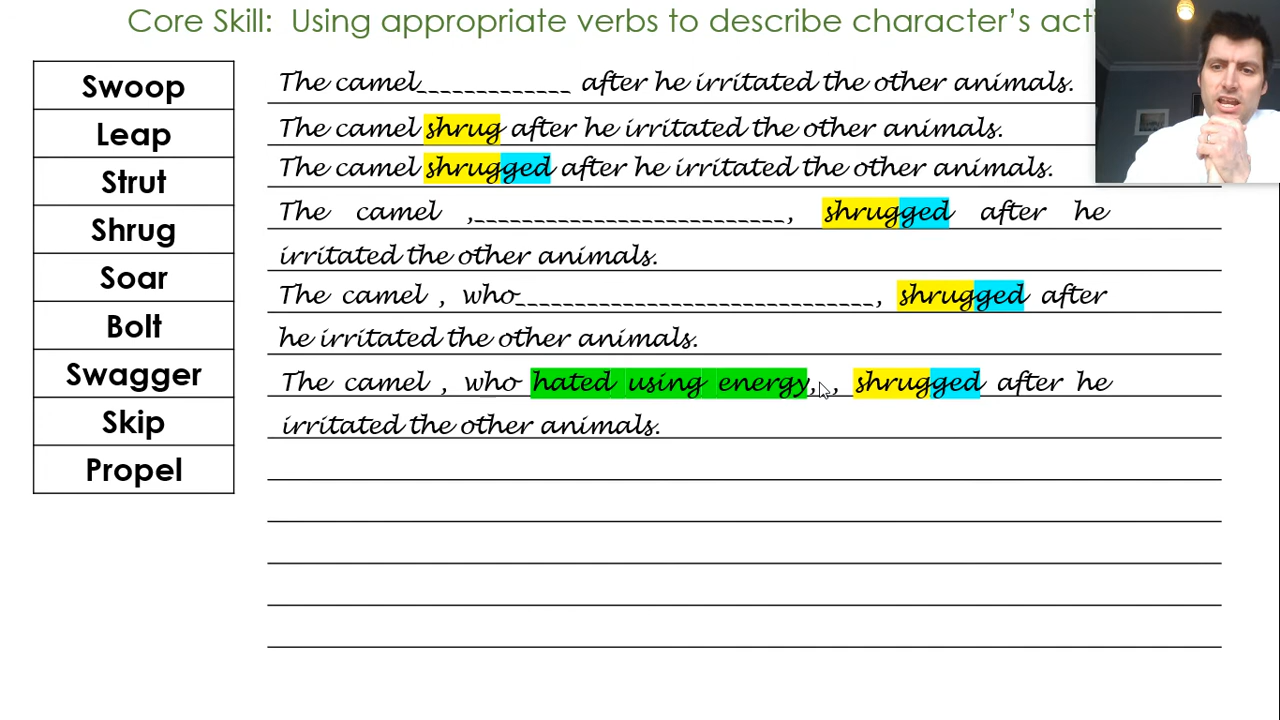 Core Skill: Using appropriate verbs to describe character's acti
Swoop
Leap
Strut
Shrug
Soar
Bolt
Swagger
Skip
Propel
The camel_____________ after he irritated the other animals.
The camel shrug after he irritated the other animals.
The camel shrugged after he irritated the other animals.
The camel ,__________________________, shrugged after he
irritated the other animals.
The camel , who______________________________, shrugged after
he irritated the other animals.
The camel , who hated using energy, , shrugged after he
irritated the other animals.